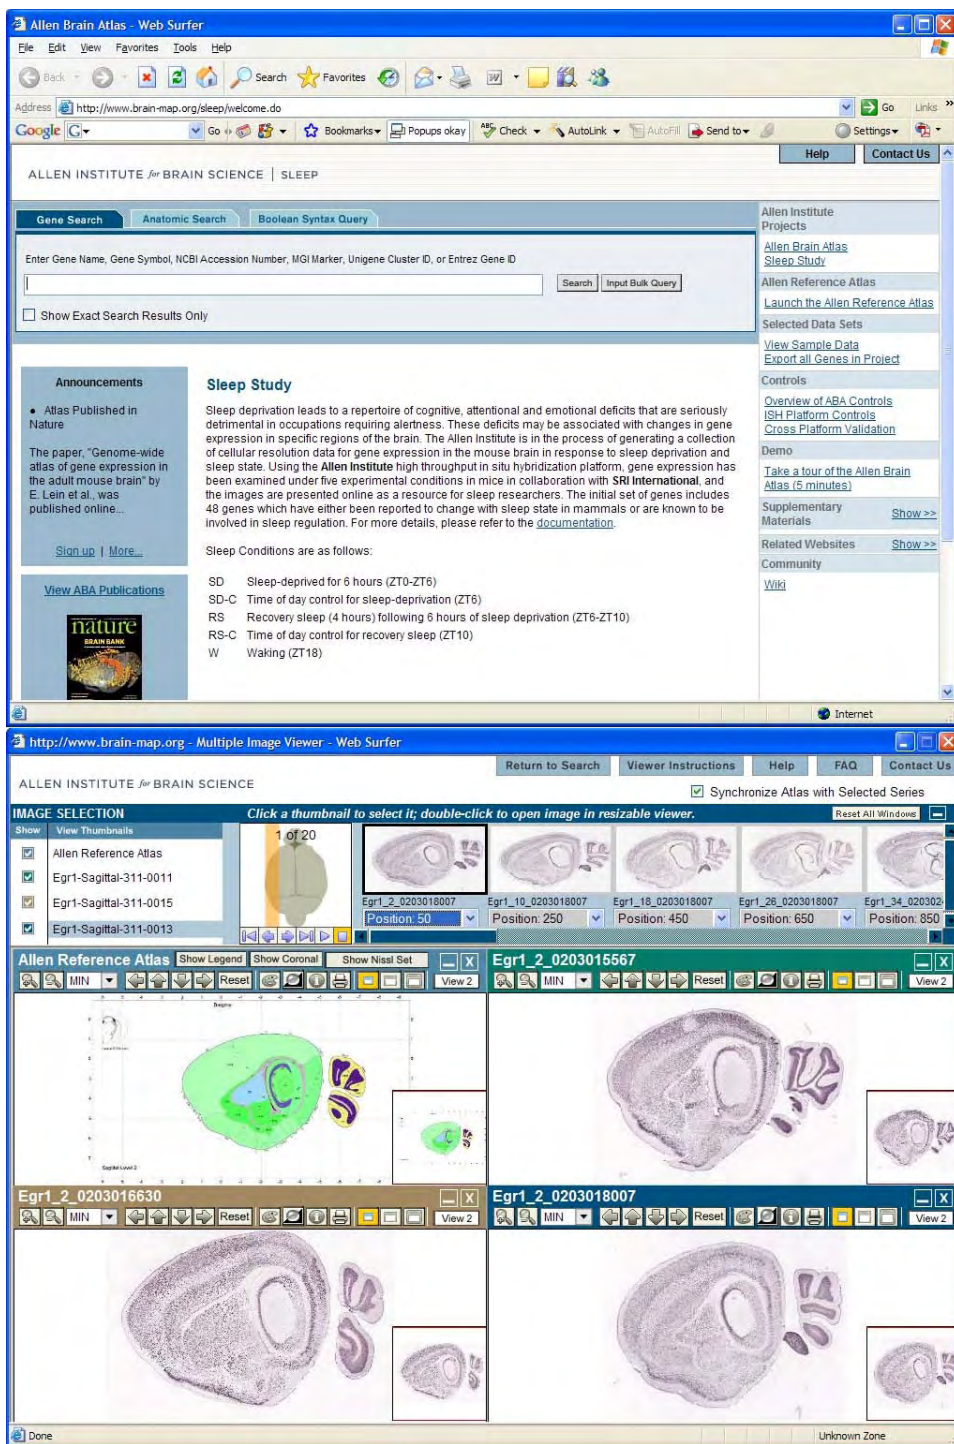 Allen Brain Atlas - Web Surfer
File Edit View Favorites Tools Help
Back Search Favorites
Address http://www.brain-map.org/sleep/welcome.do Go Links »
Google G Go Bookmarks Popups okay ABC Check AutoLink AutoFill Send to Settings
Help Contact Us
ALLEN INSTITUTE for BRAIN SCIENCE | SLEEP
Gene Search Anatomic Search Boolean Syntax Query
Enter Gene Name, Gene Symbol, NCBI Accession Number, MGI Marker, Unigene Cluster ID, or Entrez Gene ID
Search Input Bulk Query
Show Exact Search Results Only
Allen Institute
Projects
Allen Brain Atlas
Sleep Study
Allen Reference Atlas
Launch the Allen Reference Atlas
Selected Data Sets
View Sample Data
Export all Genes in Project
Controls
Overview of ABA Controls
ISH Platform Controls
Cross Platform Validation
Demo
Take a tour of the Allen Brain
Atlas (5 minutes)
Supplementary
Materials Show >>
Related Websites Show >>
Community
Wiki
Announcements
• Atlas Published in
Nature
The paper, "Genome-wide
atlas of gene expression in
the adult mouse brain" by
E. Lein et al., was
published online...
Sign up | More...
View ABA Publications
nature
BRAIN BANK
Sleep Study
Sleep deprivation leads to a repertoire of cognitive, attentional and emotional deficits that are seriously
detrimental in occupations requiring alertness. These deficits may be associated with changes in gene
expression in specific regions of the brain. The Allen Institute is in the process of generating a collection
of cellular resolution data for gene expression in the mouse brain in response to sleep deprivation and
sleep state. Using the Allen Institute high throughput in situ hybridization platform, gene expression has
been examined under five experimental conditions in mice in collaboration with SRI International, and
the images are presented online as a resource for sleep researchers. The initial set of genes includes
48 genes which have either been reported to change with sleep state in mammals or are known to be
involved in sleep regulation. For more details, please refer to the documentation.
Sleep Conditions are as follows:
SD Sleep-deprived for 6 hours (ZT0-ZT6)
SD-C Time of day control for sleep-deprivation (ZT6)
RS Recovery sleep (4 hours) following 6 hours of sleep deprivation (ZT6-ZT10)
RS-C Time of day control for recovery sleep (ZT10)
W Waking (ZT18)
Internet
http://www.brain-map.org - Multiple Image Viewer - Web Surfer
Return to Search Viewer Instructions Help FAQ Contact Us
ALLEN INSTITUTE for BRAIN SCIENCE
Synchronize Atlas with Selected Series
IMAGE SELECTION Click a thumbnail to select it; double-click to open image in resizable viewer. Reset All Windows
Show View Thumbnails
Allen Reference Atlas
Egr1-Sagittal-311-0011
Egr1-Sagittal-311-0015
Egr1-Sagittal-311-0013
1 of 20
Egr1_2_0203018007 Egr1_10_0203018007 Egr1_18_0203018007 Egr1_26_0203018007 Egr1_34_020302
Position: 50 Position: 250 Position: 450 Position: 650 Position: 850
Allen Reference Atlas Show Legend Show Coronal Show Nissl Set
MIN Reset View 2
Sagittal Level 2
Egr1_2_0203015567
MIN Reset View 2
Egr1_2_0203016630
MIN Reset View 2
Egr1_2_0203018007
MIN Reset View 2
Done Unknown Zone